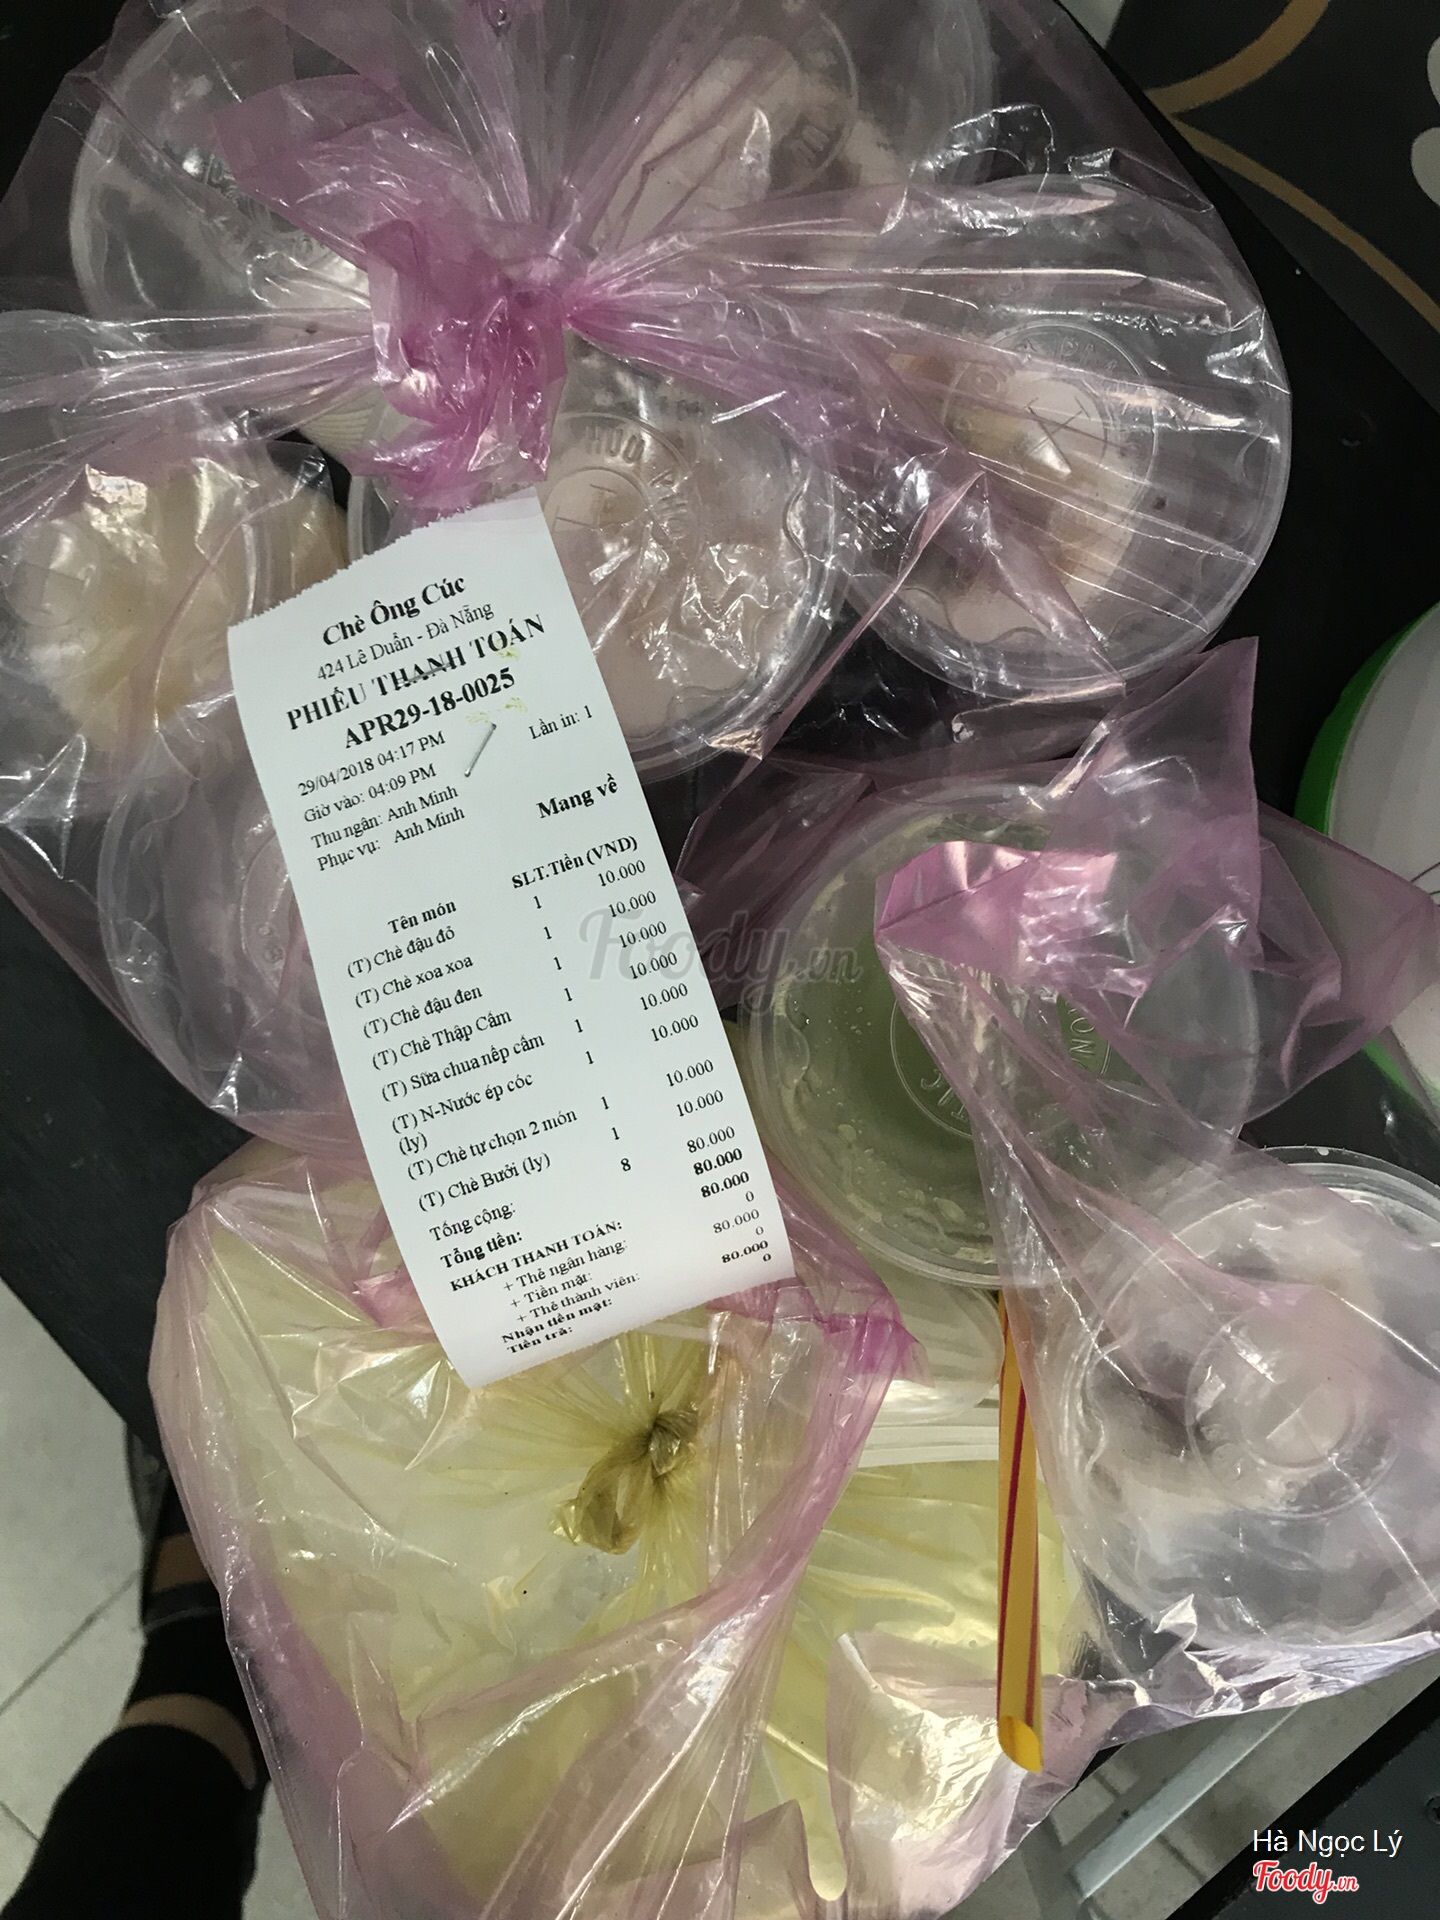 Chè Ông Cúc
424 Lê Duẩn - Đà Nẵng
PHIẾU THANH TOÁN
APR29-18-0025
29/04/2018 04:17 PM
Lần in: 1
Giờ vào: 04:09 PM
Thu ngân: Anh Minh
Phục vụ: Anh Minh
Mang về
Tên món SLT.Tiền (VND)
(T) Chè đậu đỏ 1 10.000
(T) Chè xoa xoa 1 10.000
(T) Chè đậu đen 1 10.000
(T) Chè Thập Cẩm 1 10.000
(T) Sữa chua nếp cẩm 1 10.000
(T) N-Nước ép cóc 1 10.000
(ly)
(T) Chè tự chọn 2 món 1 10.000
(T) Chè Bưởi (ly) 1 10.000
Tổng cộng: 8 80.000
Tổng tiền: 80.000
KHÁCH THANH TOÁN: 80.000
+ Thẻ ngân hàng: 0
+ Tiền mặt: 80.000
+ Thẻ thành viên: 0
Nhận tiền mặt: 80.000
Tiền trả: 0
Foody.vn
Hà Ngọc Lý
Foody.vn